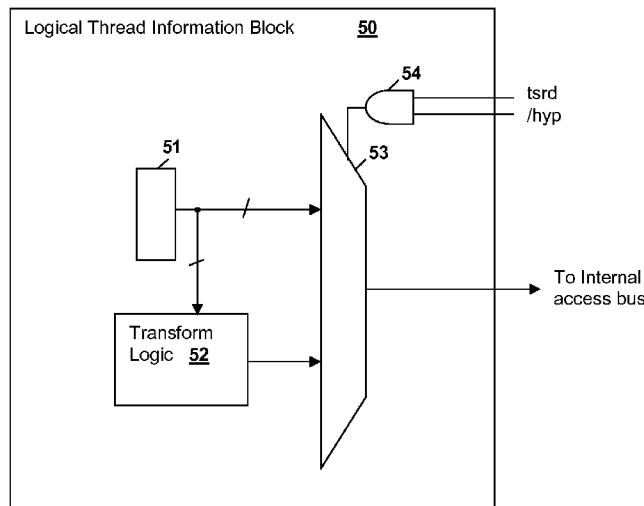 Logical Thread Information Block 50
54
tsrd
/hyp
51
53
To Internal
access bus
Transform
Logic 52